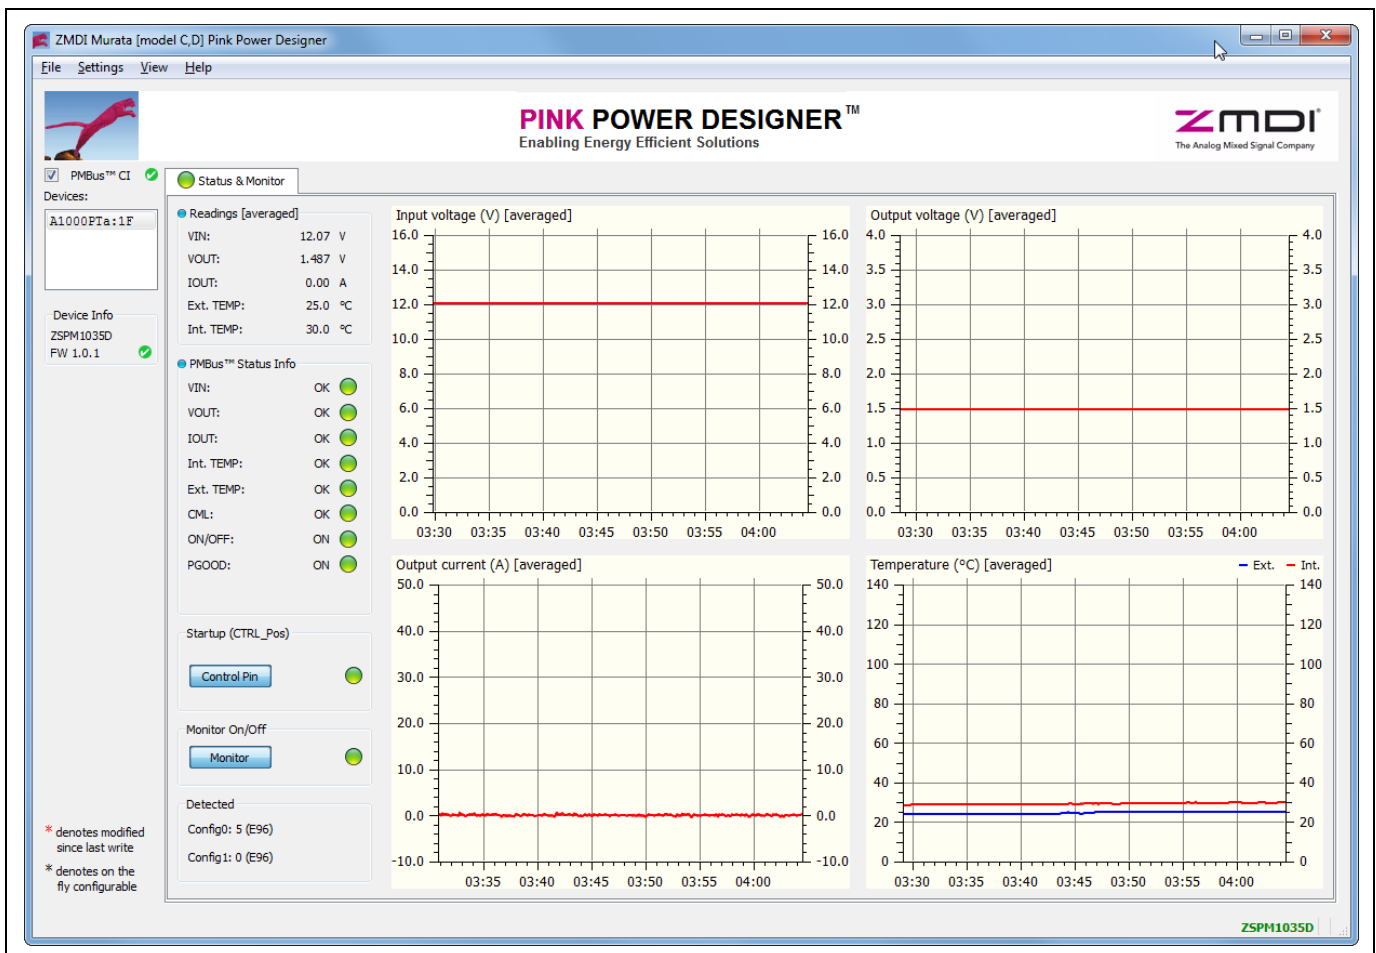 ZMDI Murata [model C,D] Pink Power Designer
File Settings View Help
PINK POWER DESIGNER™
Enabling Energy Efficient Solutions
ZMDI®
The Analog Mixed Signal Company
PMBus™ CI
Devices:
A1000PTa:1F
Device Info
ZSPM1035D
FW 1.0.1
* denotes modified
since last write
* denotes on the
fly configurable
Status & Monitor
Readings [averaged]
VIN: 12.07 V
VOUT: 1.487 V
IOUT: 0.00 A
Ext. TEMP: 25.0 °C
Int. TEMP: 30.0 °C
PMBus™ Status Info
VIN: OK
VOUT: OK
IOUT: OK
Int. TEMP: OK
Ext. TEMP: OK
CML: OK
ON/OFF: ON
PGOOD: ON
Startup (CTRL_Pos)
Control Pin
Monitor On/Off
Monitor
Detected
Config0: 5 (E96)
Config1: 0 (E96)
Input voltage (V) [averaged]
16.0 16.0
14.0 14.0
12.0 12.0
10.0 10.0
8.0 8.0
6.0 6.0
4.0 4.0
2.0 2.0
0.0 0.0
03:30 03:35 03:40 03:45 03:50 03:55 04:00
Output voltage (V) [averaged]
4.0 4.0
3.5 3.5
3.0 3.0
2.5 2.5
2.0 2.0
1.5 1.5
1.0 1.0
0.5 0.5
0.0 0.0
03:30 03:35 03:40 03:45 03:50 03:55 04:00
Output current (A) [averaged]
50.0 50.0
40.0 40.0
30.0 30.0
20.0 20.0
10.0 10.0
0.0 0.0
-10.0 -10.0
03:35 03:40 03:45 03:50 03:55 04:00
Temperature (°C) [averaged] Ext. Int.
140 140
120 120
100 100
80 80
60 60
40 40
20 20
0 0
03:30 03:35 03:40 03:45 03:50 03:55 04:00
ZSPM1035D